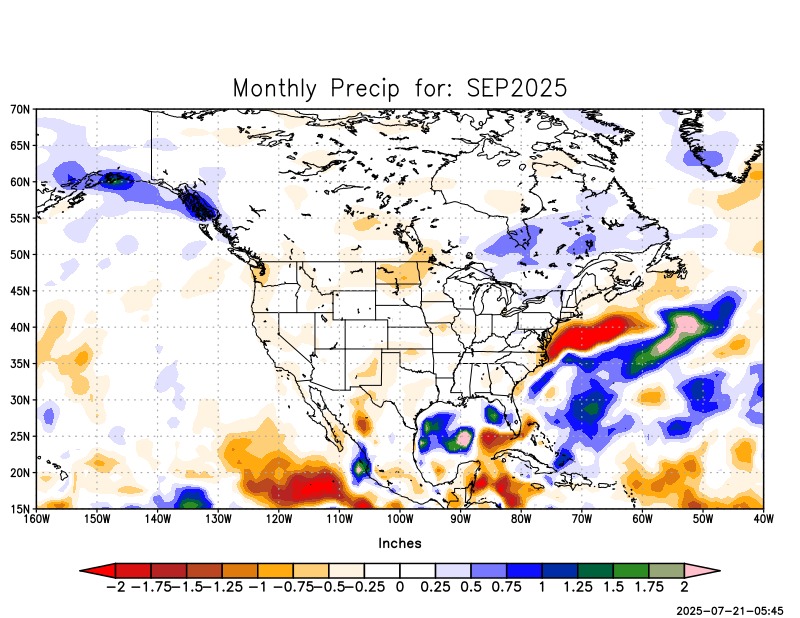 Monthly Precip for: SEP2025
70N
65N
60N
55N
50N
45N
40N
35N
30N
25N
20N
15N
160W 150W 140W 130W 120W 110W 100W 90W 80W 70W 60W 50W 40W
Inches
-2 -1.75 -1.5 -1.25 -1 -0.75 -0.5 -0.25 0 0.25 0.5 0.75 1 1.25 1.5 1.75 2
2025-07-21-05:45